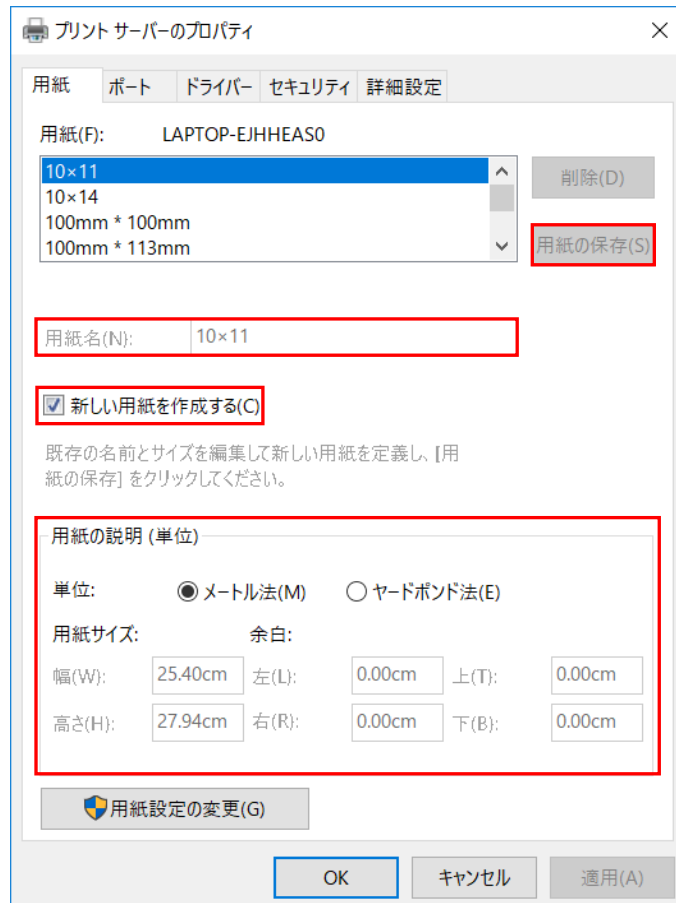 プリント サーバーのプロパティ
用紙 ポート ドライバー セキュリティ 詳細設定
用紙(F): LAPTOP-EJHHEAS0
10×11
10×14
100mm * 100mm
100mm * 113mm
削除(D)
用紙の保存(S)
用紙名(N): 10×11
新しい用紙を作成する(C)
既存の名前とサイズを編集して新しい用紙を定義し、[用
紙の保存] をクリックしてください。
用紙の説明 (単位)
単位: メートル法(M) ヤードポンド法(E)
用紙サイズ: 余白:
幅(W): 25.40cm 左(L): 0.00cm 上(T): 0.00cm
高さ(H): 27.94cm 右(R): 0.00cm 下(B): 0.00cm
用紙設定の変更(G)
OK キャンセル 適用(A)